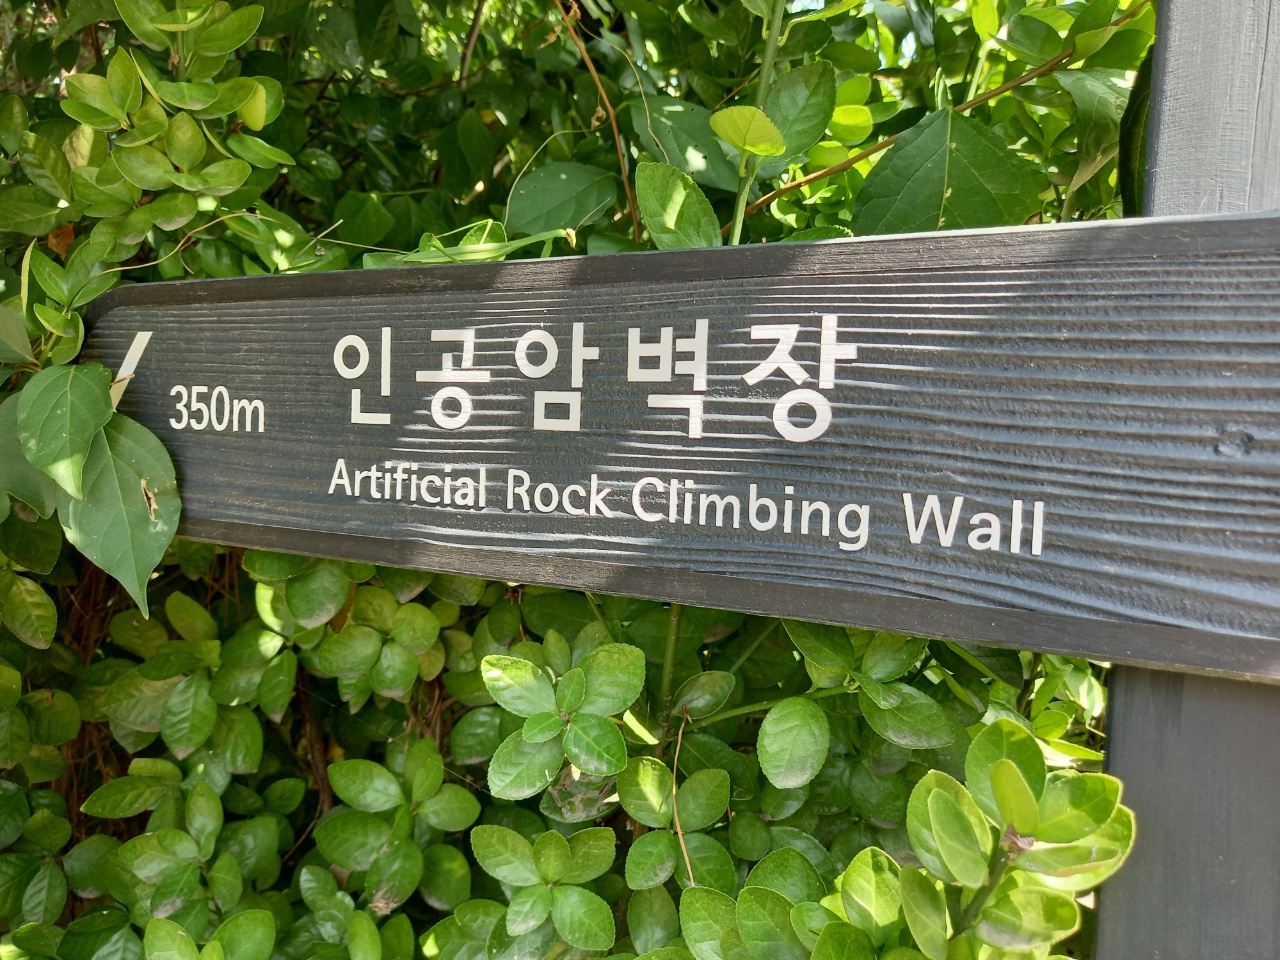 350m
인공암벽장
Artificial Rock Climbing Wall